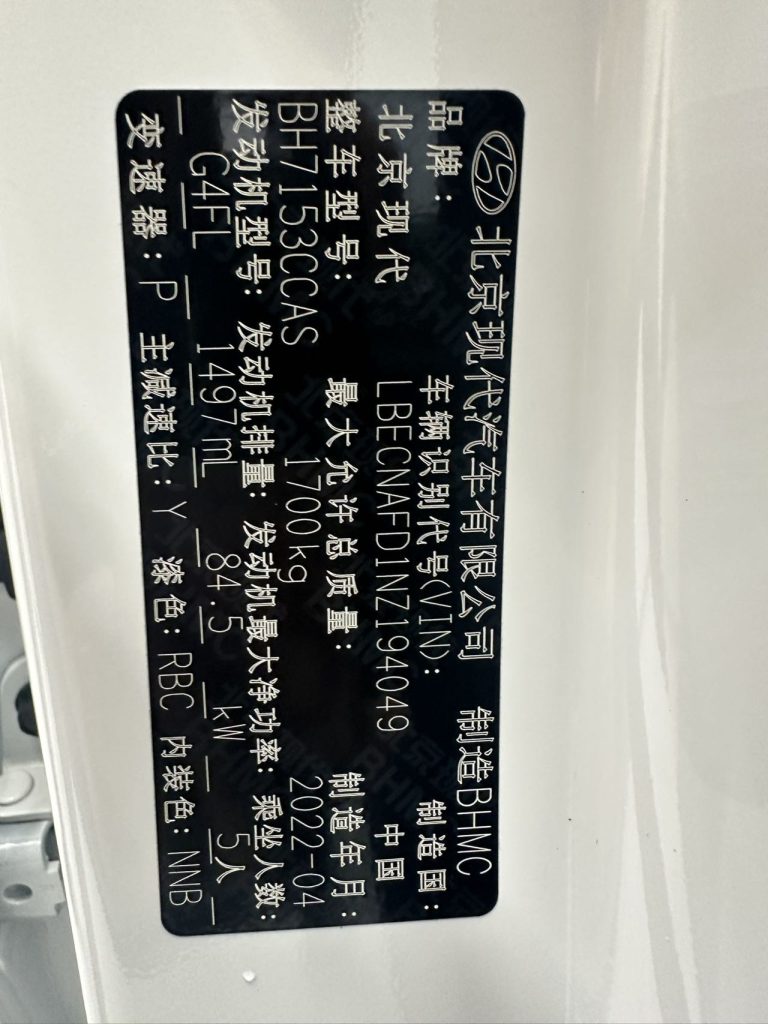 北京现代汽车有限公司 制造BHMC
品牌: 车辆识别代号(VIN): 制造国:
北京现代 LBECNAFD1NZ194049 中国
整车型号: 最大允许总质量: 制造年月:
BH7153CCAS 1700kg 2022-04
发动机型号: 发动机排量: 发动机最大净功率: 乘坐人数:
G4FL 1497mL 84.5 kW 5人
变速器: P 主减速比: Y 漆色: RBC 内装色: NNB